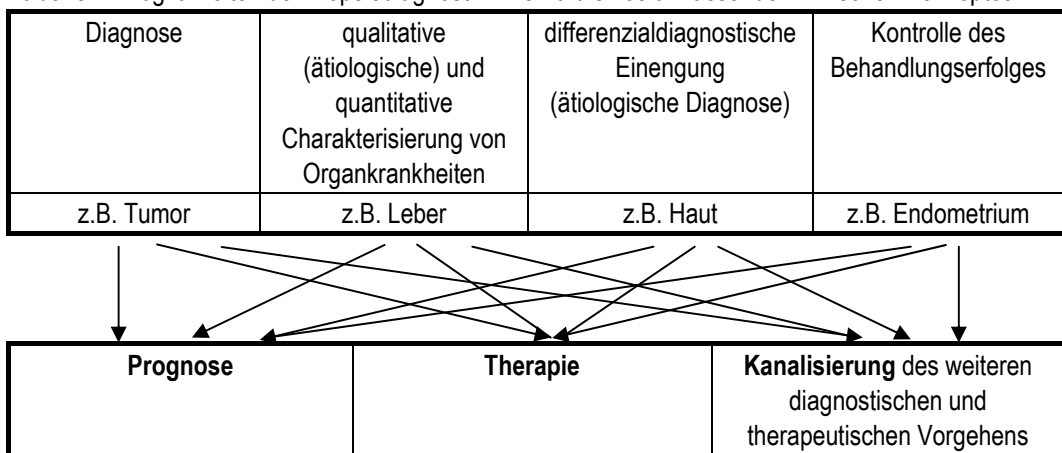 Diagnose
qualitative
(ätiologische) und
quantitative
Charakterisierung von
Organkrankheiten
differenzialdiagnostische
Einengung
(ätiologische Diagnose)
Kontrolle des
Behandlungserfolges
z.B. Tumor
z.B. Leber
z.B. Haut
z.B. Endometrium
Prognose
Therapie
Kanalisierung des weiteren
diagnostischen und
therapeutischen Vorgehens